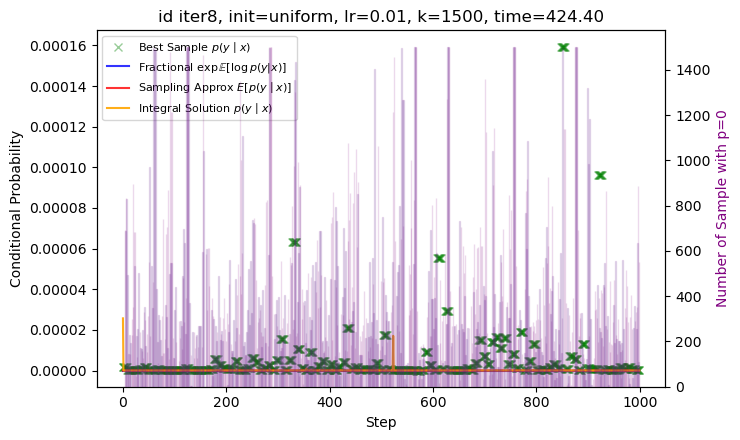 id iter8, init=uniform, lr=0.01, k=1500, time=424.40
Best Sample p(y | x)
Fractional exp𝔼[log p(y|x)]
Sampling Approx E[p(y | x)]
Integral Solution p(y | x)
0.00016
0.00014
0.00012
0.00010
0.00008
0.00006
0.00004
0.00002
0.00000
Conditional Probability
1400
1200
1000
800
600
400
200
0
Number of Sample with p=0
0 200 400 600 800 1000
Step